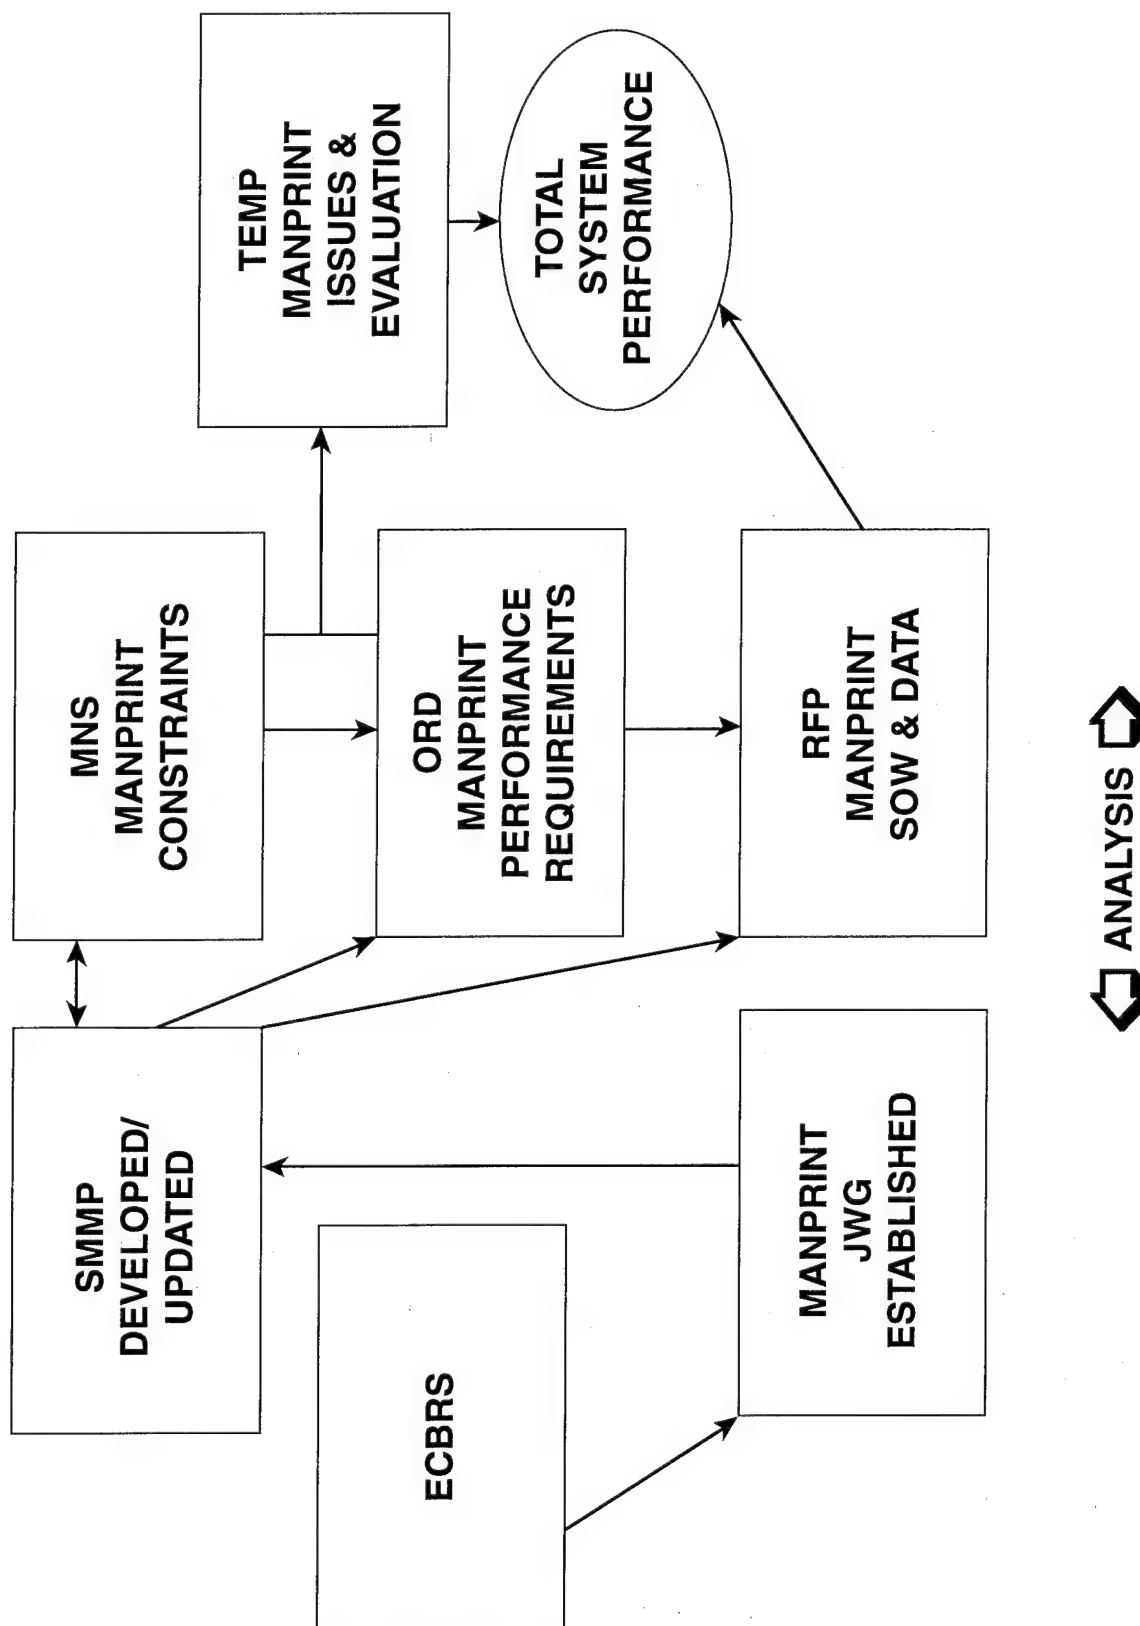 SMMP
DEVELOPED/
UPDATED
MNS
MANPRINT
CONSTRAINTS
TEMP
MANPRINT
ISSUES &
EVALUATION
ECBRS
ORD
MANPRINT
PERFORMANCE
REQUIREMENTS
TOTAL
SYSTEM
PERFORMANCE
MANPRINT
JWG
ESTABLISHED
RFP
MANPRINT
SOW & DATA
ANALYSIS